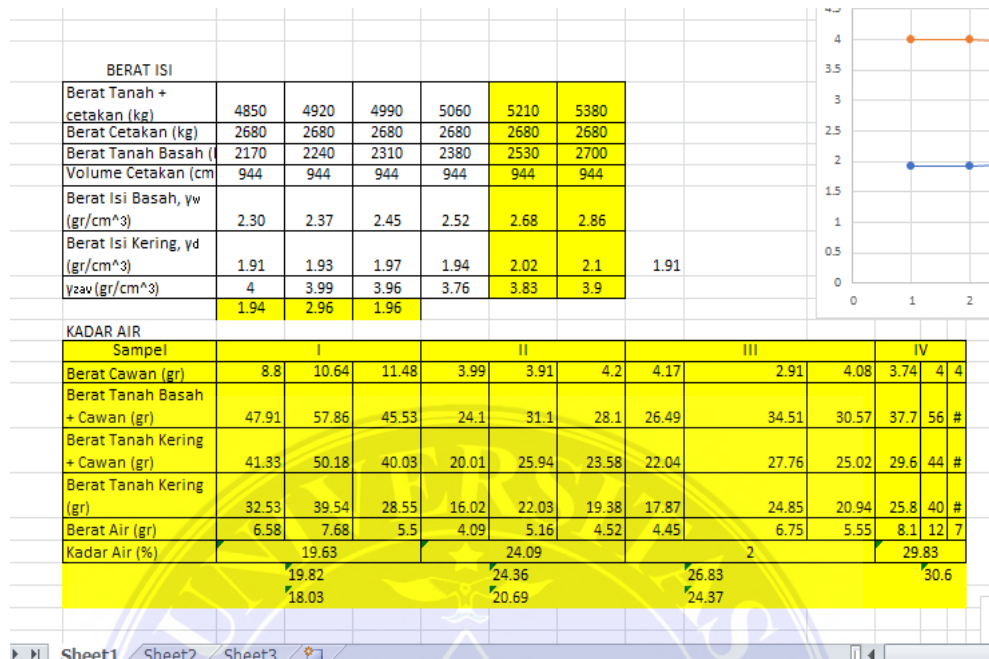 4.5
4
3.5
3
2.5
2
1.5
1
0.5
0
0 1 2
BERAT ISI
Berat Tanah +
cetakan (kg) 4850 4920 4990 5060 5210 5380
Berat Cetakan (kg) 2680 2680 2680 2680 2680 2680
Berat Tanah Basah ( 2170 2240 2310 2380 2530 2700
Volume Cetakan (cm 944 944 944 944 944 944
Berat Isi Basah, γw
(gr/cm^3) 2.30 2.37 2.45 2.52 2.68 2.86
Berat Isi Kering, γd
(gr/cm^3) 1.91 1.93 1.97 1.94 2.02 2.1 1.91
γzav (gr/cm^3) 4 3.99 3.96 3.76 3.83 3.9
1.94 2.96 1.96
KADAR AIR
Sampel I II III IV
Berat Cawan (gr) 8.8 10.64 11.48 3.99 3.91 4.2 4.17 2.91 4.08 3.74 4 4
Berat Tanah Basah
+ Cawan (gr) 47.91 57.86 45.53 24.1 31.1 28.1 26.49 34.51 30.57 37.7 56 #
Berat Tanah Kering
+ Cawan (gr) 41.33 50.18 40.03 20.01 25.94 23.58 22.04 27.76 25.02 29.6 44 #
Berat Tanah Kering
(gr) 32.53 39.54 28.55 16.02 22.03 19.38 17.87 24.85 20.94 25.8 40 #
Berat Air (gr) 6.58 7.68 5.5 4.09 5.16 4.52 4.45 6.75 5.55 8.1 12 7
Kadar Air (%) 19.63 24.09 2 29.83
19.82 24.36 26.83 30.6
18.03 20.69 24.37
UNIVERSITAS
Sheet1 Sheet2 Sheet3